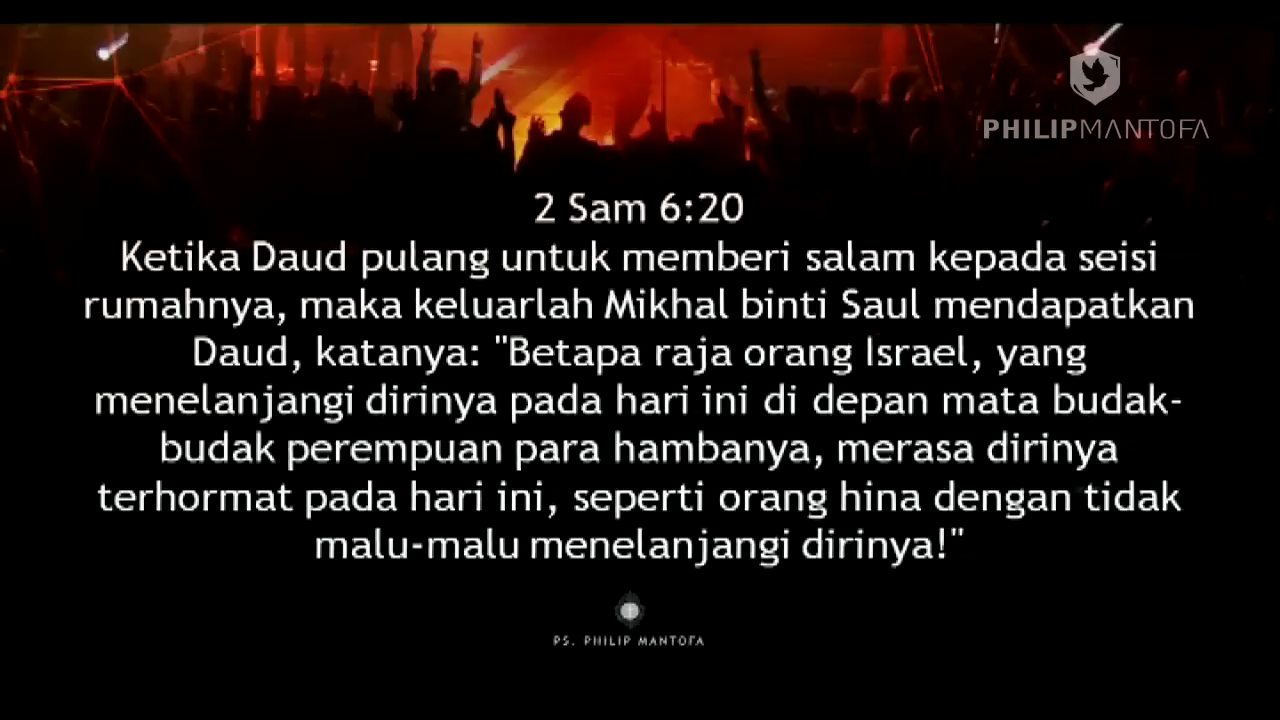 PHILIPMANTOFA
2 Sam 6:20
Ketika Daud pulang untuk memberi salam kepada seisi
rumahnya, maka keluarlah Mikhal binti Saul mendapatkan
Daud, katanya: "Betapa raja orang Israel, yang
menelanjangi dirinya pada hari ini di depan mata budak-
budak perempuan para hambanya, merasa dirinya
terhormat pada hari ini, seperti orang hina dengan tidak
malu-malu menelanjangi dirinya!"
PS. PHILIP MANTOFA